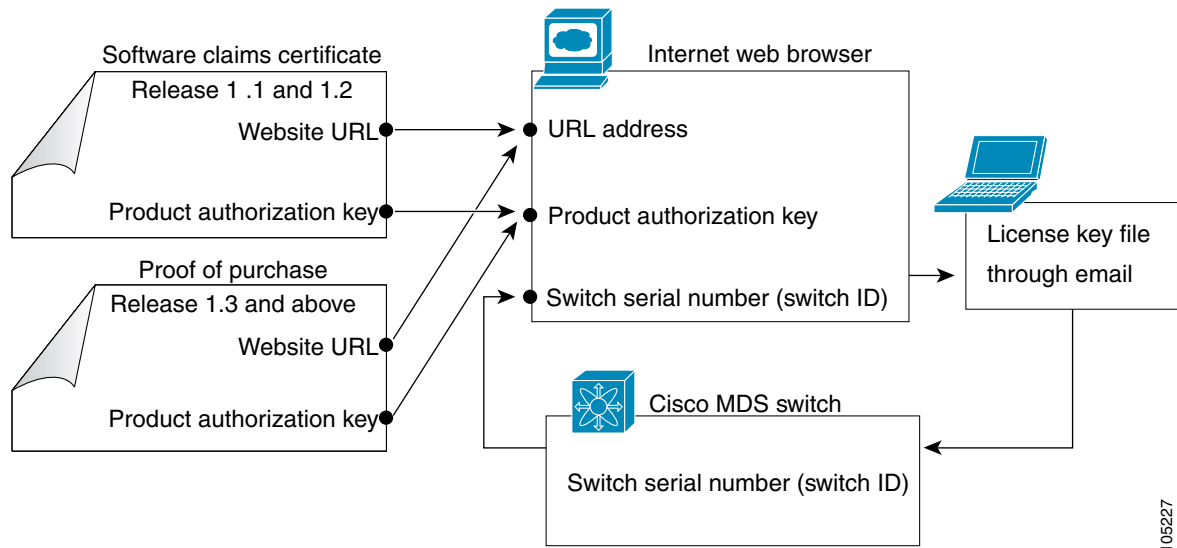 Software claims certificate
Release 1 .1 and 1.2
Website URL
Product authorization key
Proof of purchase
Release 1.3 and above
Website URL
Product authorization key
Internet web browser
URL address
Product authorization key
Switch serial number (switch ID)
License key file
through email
Cisco MDS switch
Switch serial number (switch ID)
105227